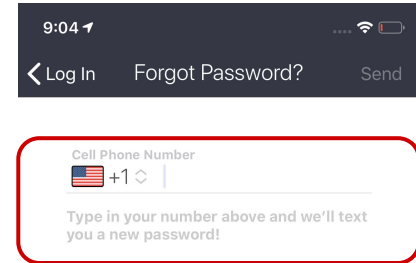 9:04
Log In Forgot Password? Send
Cell Phone Number
+1
Type in your number above and we'll text
you a new password!